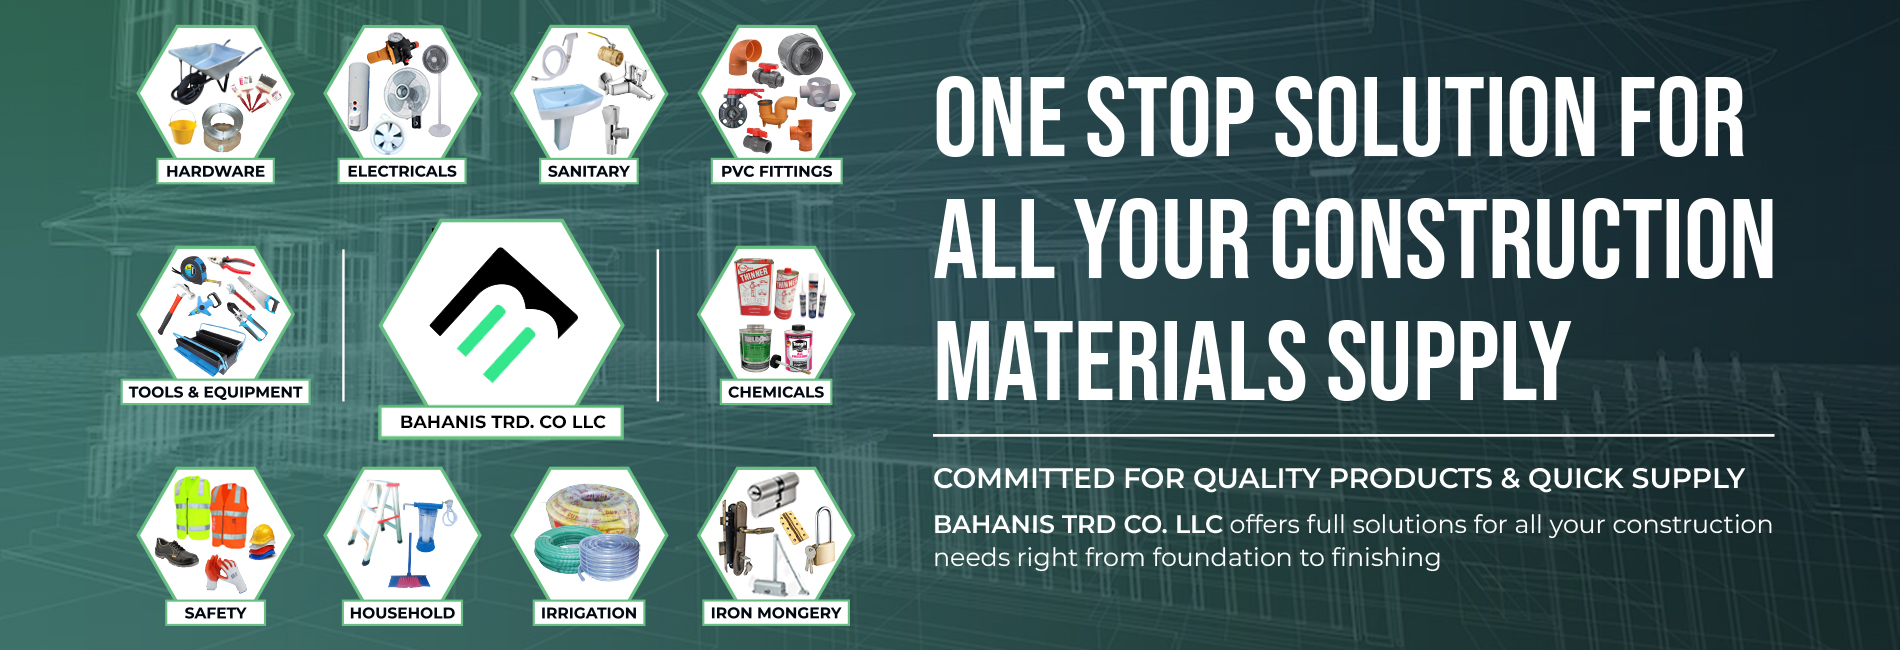 HARDWARE
ELECTRICALS
SANITARY
PVC FITTINGS
TOOLS & EQUIPMENT
BAHANIS TRD. CO LLC
THINNER
THINNER
CHEMICALS
SAFETY
HOUSEHOLD
IRRIGATION
IRON MONGERY
ONE STOP SOLUTION FOR
ALL YOUR CONSTRUCTION
MATERIALS SUPPLY
COMMITTED FOR QUALITY PRODUCTS & QUICK SUPPLY
BAHANIS TRD CO. LLC offers full solutions for all your construction
needs right from foundation to finishing